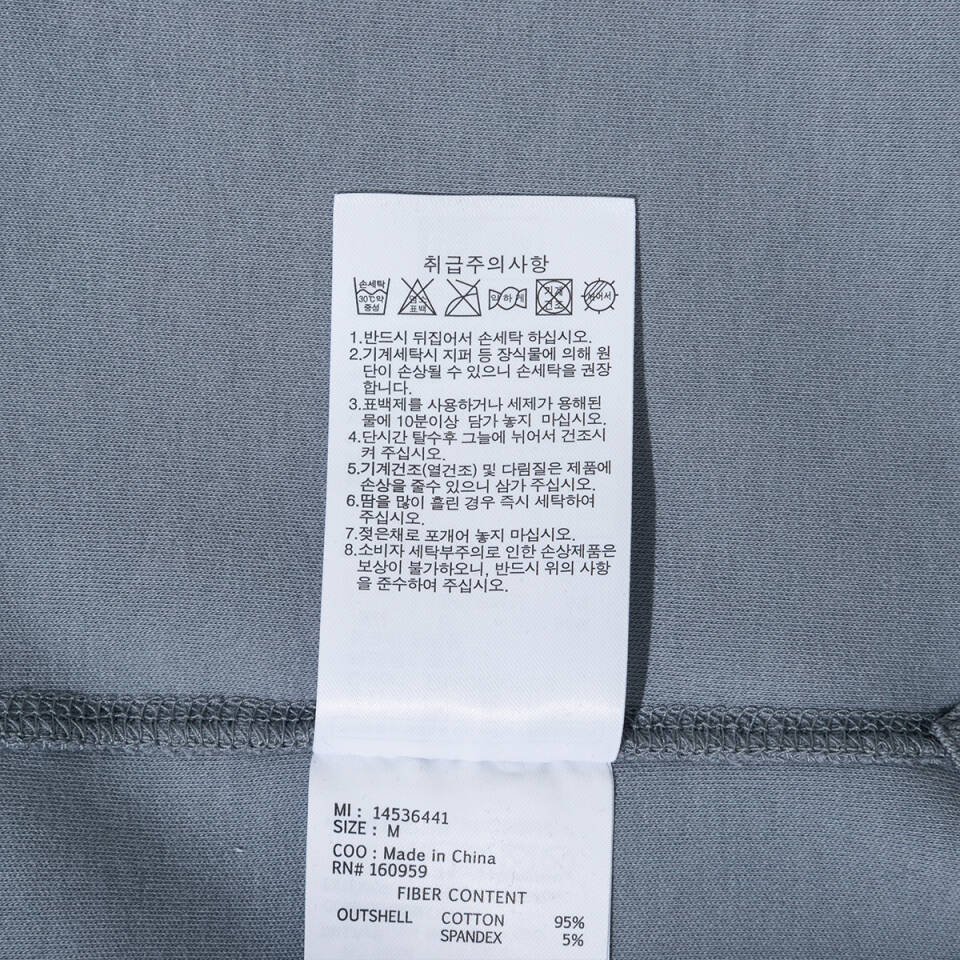 취급주의사항
손세탁 30℃약 중성 염소 표백 약하게 기계 건조 뉘어서
1.반드시 뒤집어서 손세탁 하십시오.
2.기계세탁시 지퍼 등 장식물에 의해 원
단이 손상될 수 있으니 손세탁을 권장
합니다.
3.표백제를 사용하거나 세제가 용해된
물에 10분이상 담가 놓지 마십시오.
4.단시간 탈수후 그늘에 뉘어서 건조시
켜 주십시오.
5.기계건조(열건조) 및 다림질은 제품에
손상을 줄수 있으니 삼가 주십시오.
6.땀을 많이 흘린 경우 즉시 세탁하여
주십시오.
7.젖은채로 포개어 놓지 마십시오.
8.소비자 세탁부주의로 인한 손상제품은
보상이 불가하오니, 반드시 위의 사항
을 준수하여 주십시오.
MI : 14536441
SIZE : M
COO : Made in China
RN# 160959
FIBER CONTENT
OUTSHELL COTTON 95%
SPANDEX 5%